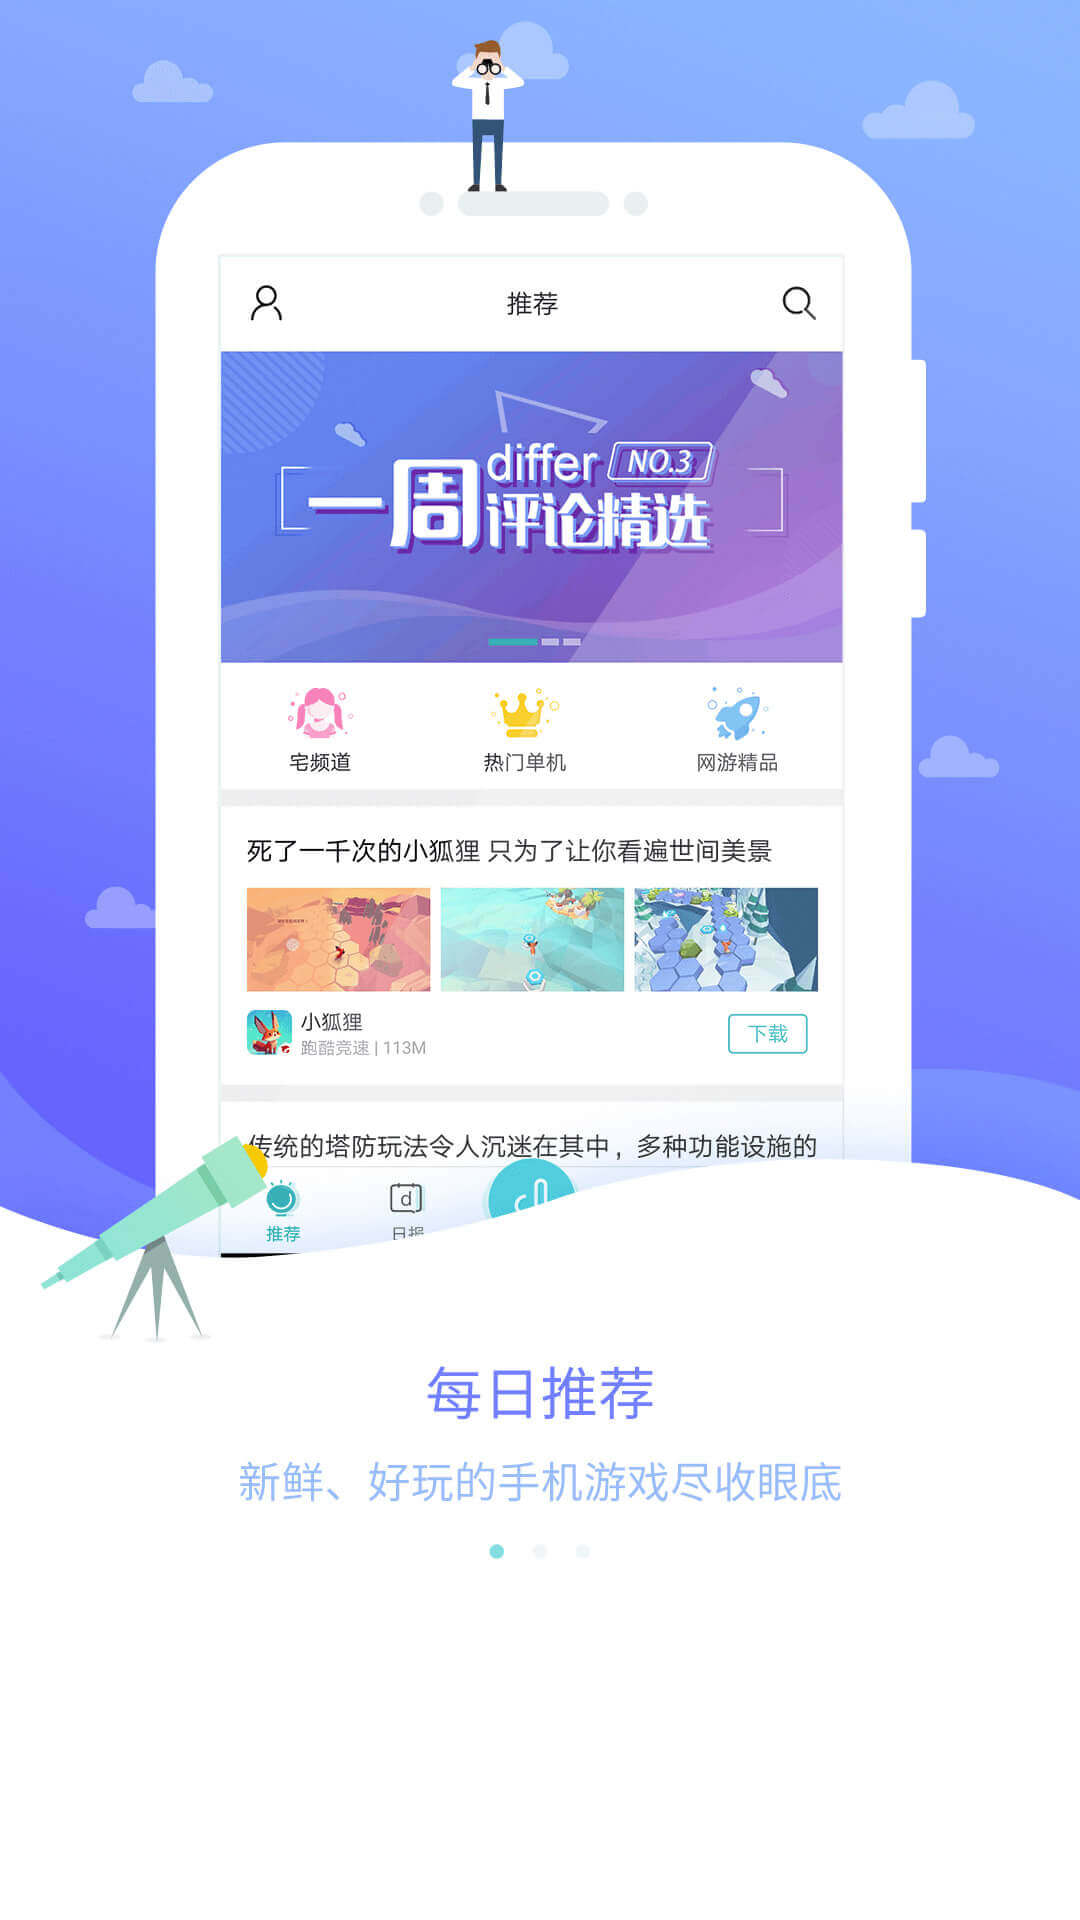 推荐
differ NO.3
一周评论精选
宅频道
热门单机
网游精品
死了一千次的小狐狸 只为了让你看遍世间美景
小狐狸
跑酷竞速 | 113M
下载
传统的塔防玩法令人沉迷在其中，多种功能设施的
d
推荐
日报
每日推荐
新鲜、好玩的手机游戏尽收眼底